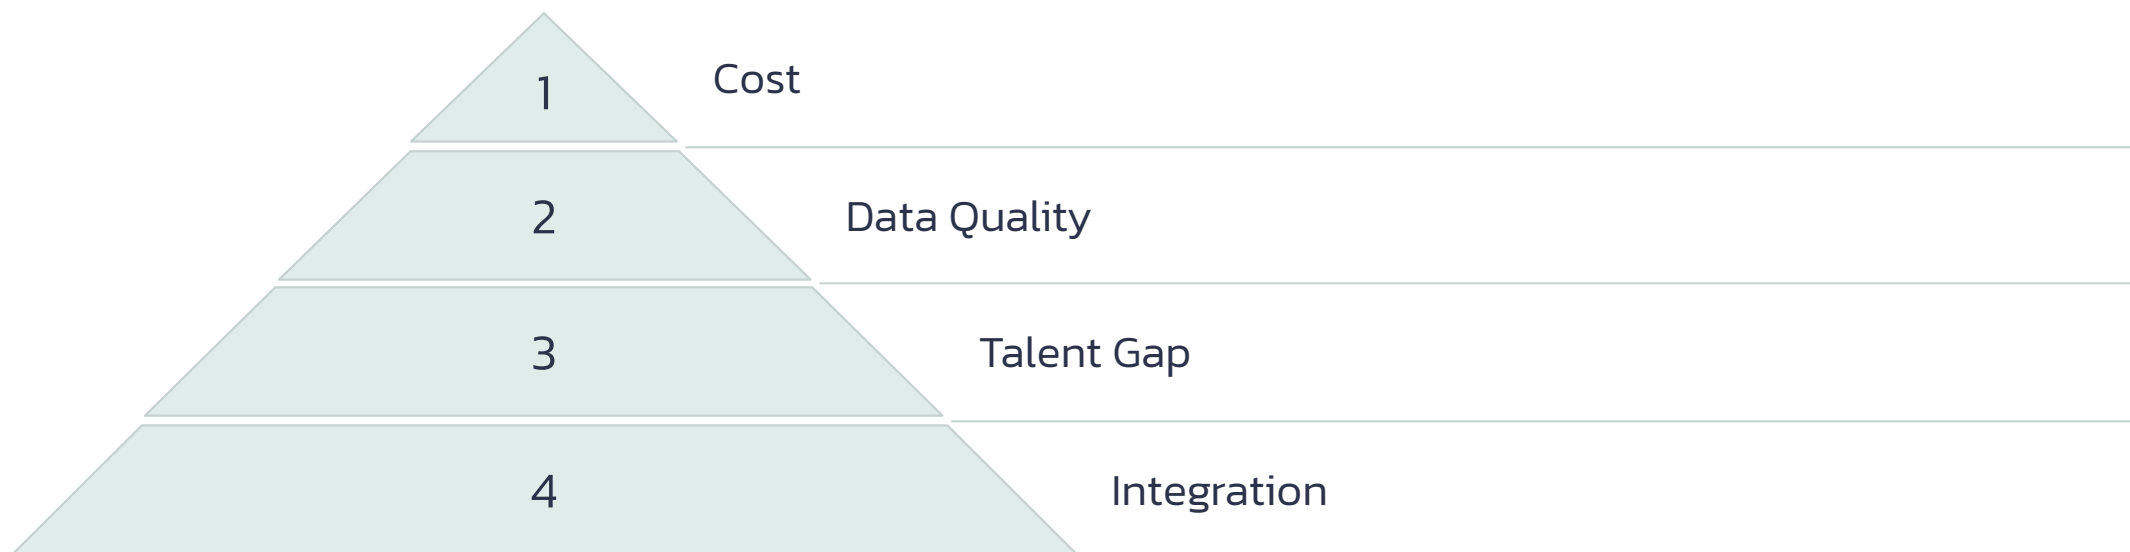 1
Cost
2
Data Quality
3
Talent Gap
4
Integration